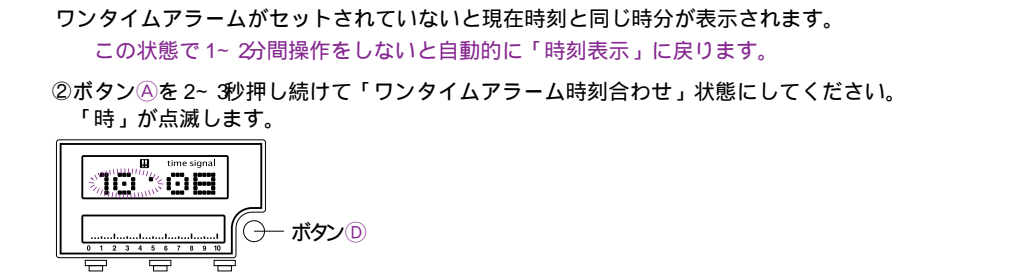 ワンタイムアラームがセットされていないと現在時刻と同じ時分が表示されます。
この状態で 1~ 2分間操作をしないと自動的に「時刻表示」に戻ります。
②ボタンⒶを 2~ 3秒押し続けて「ワンタイムアラーム時刻合わせ」状態にしてください。
「時」が点滅します。
time signal
10 08
ボタンⒹ
0 1 2 3 4 5 6 7 8 9 10